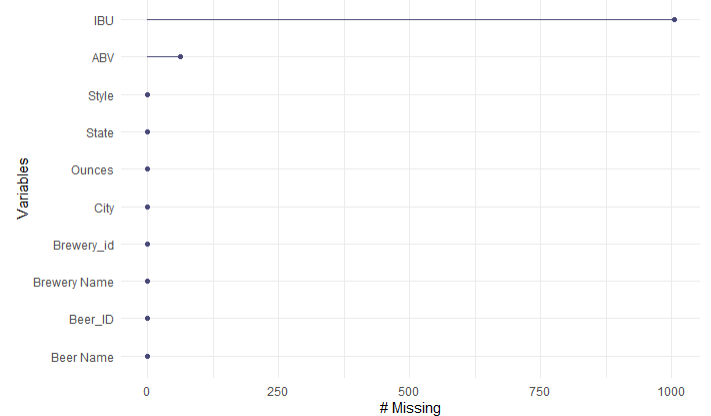 IBU
ABV
Style
State
Ounces
City
Brewery_id
Brewery Name
Beer_ID
Beer Name
Variables
0 250 500 750 1000
# Missing